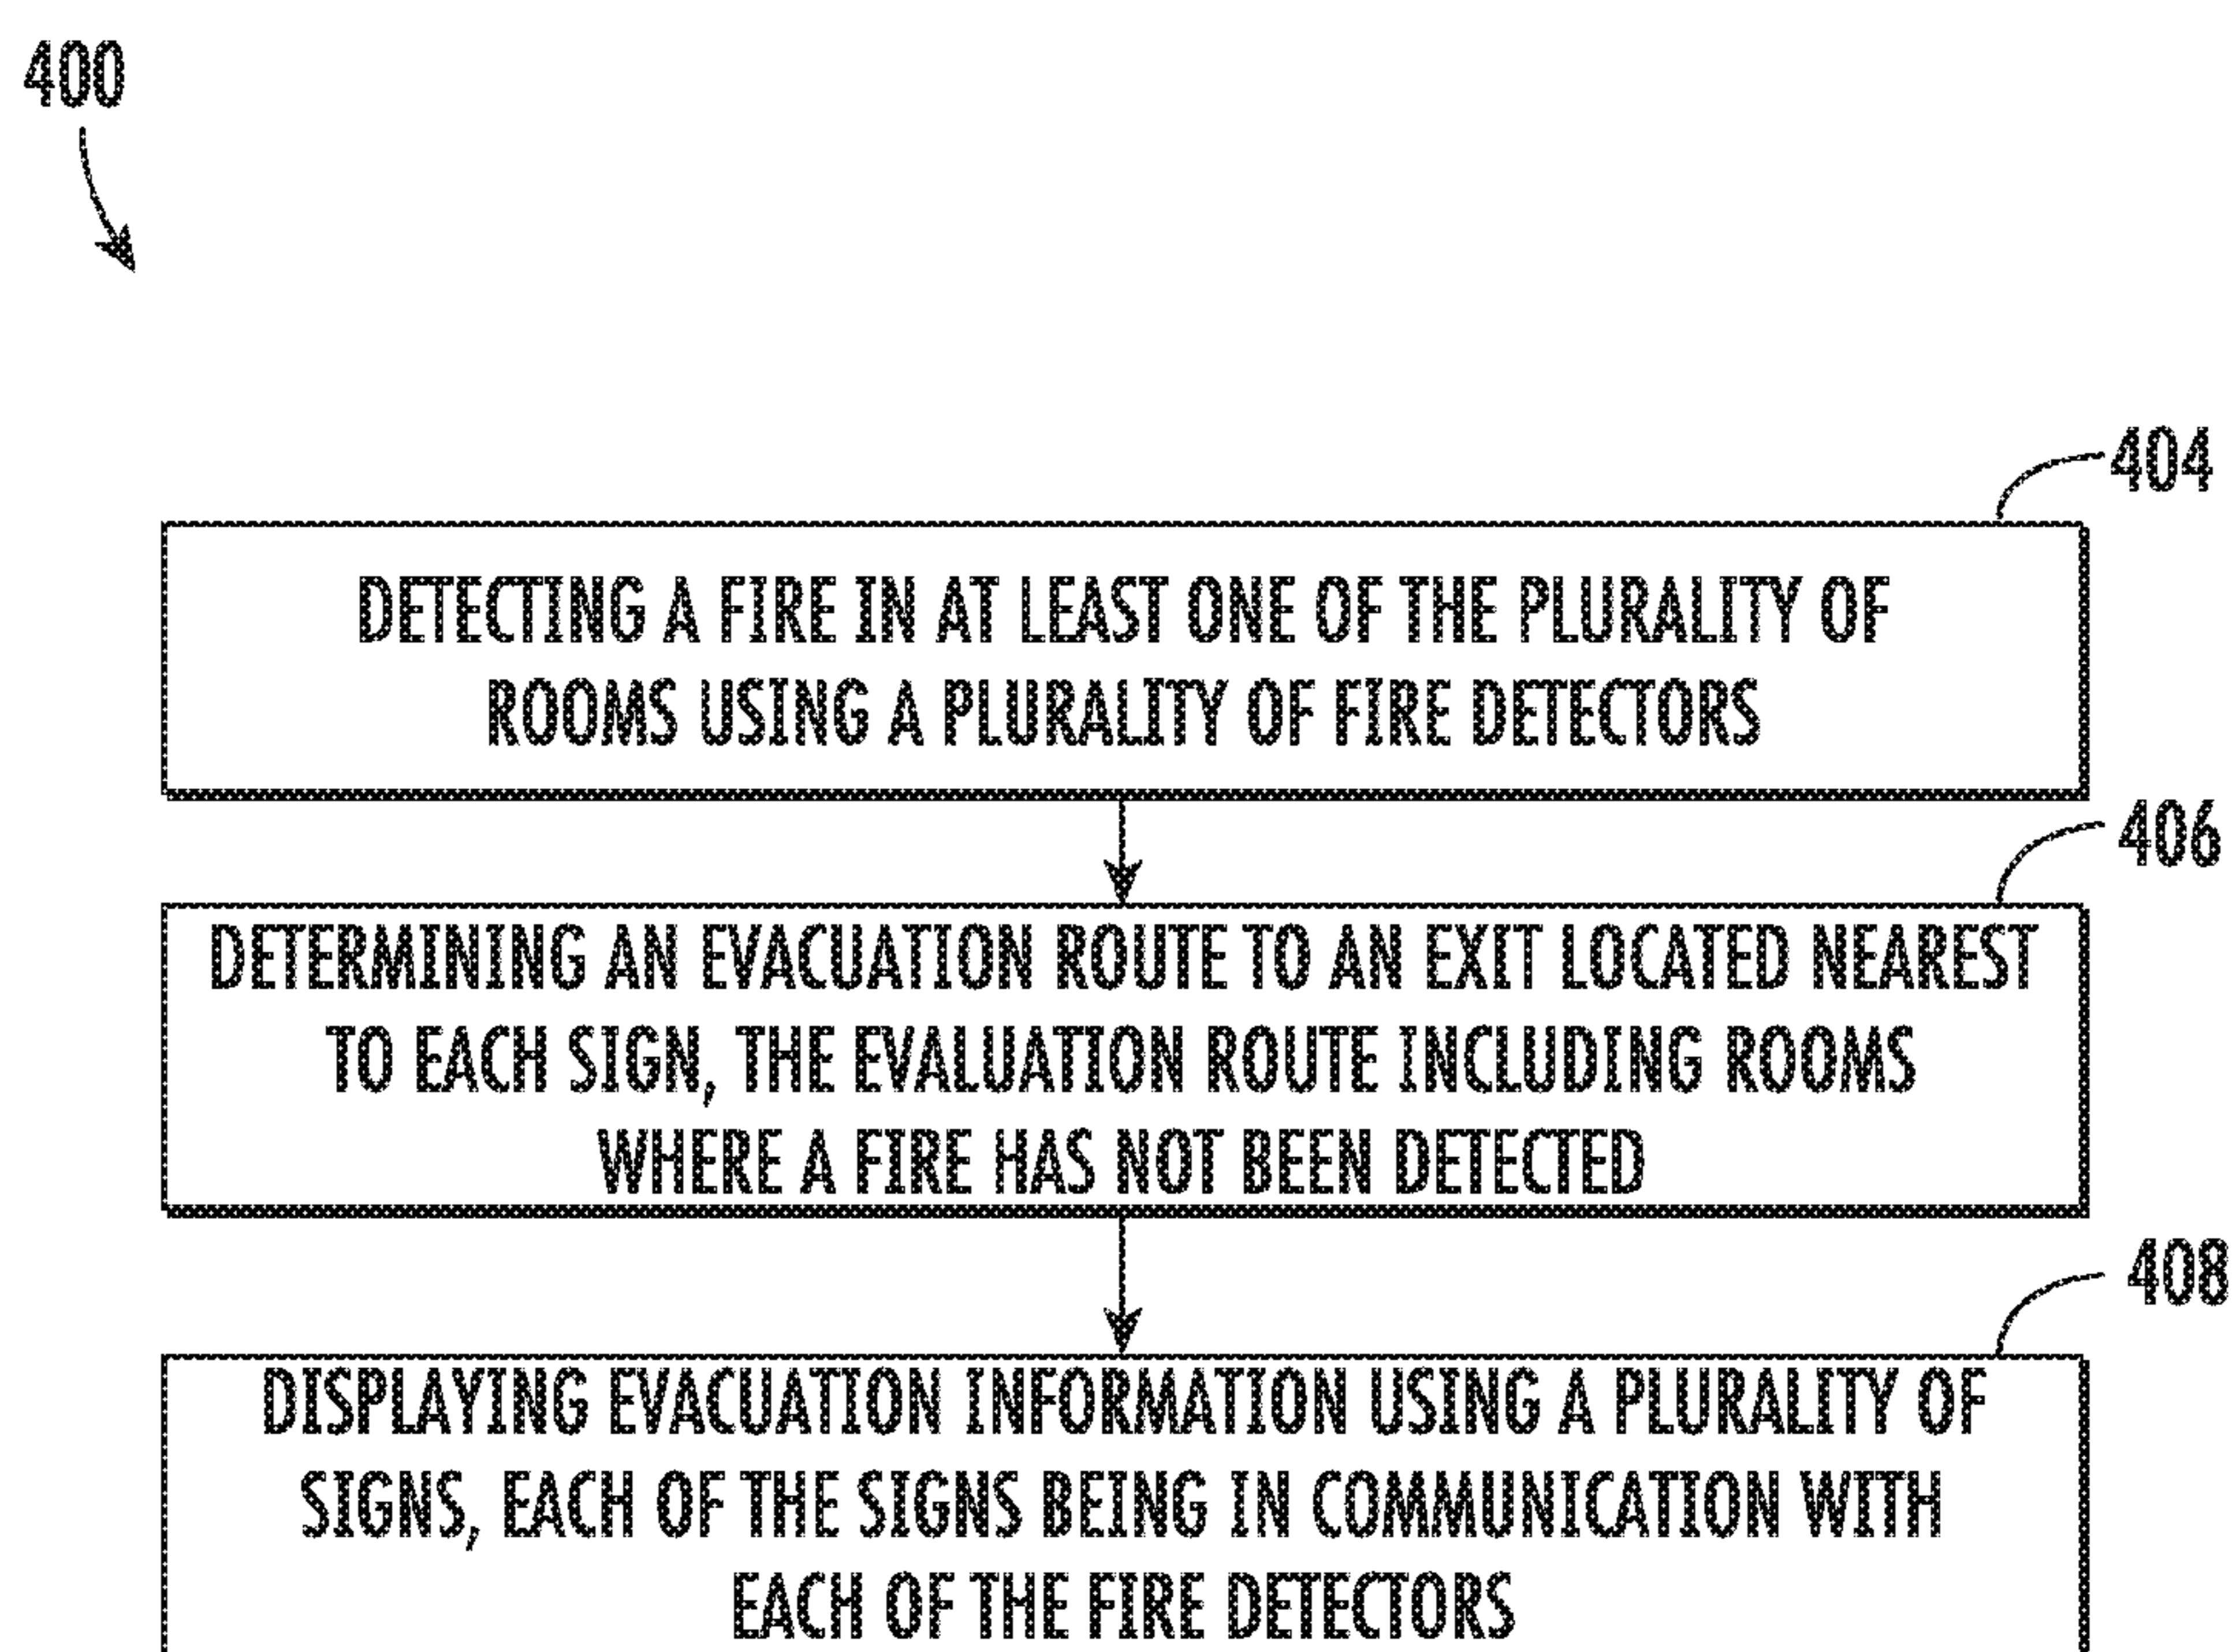 400
404
DETECTING A FIRE IN AT LEAST ONE OF THE PLURALITY OF
ROOMS USING A PLURALITY OF FIRE DETECTORS
406
DETERMINING AN EVACUATION ROUTE TO AN EXIT LOCATED NEAREST
TO EACH SIGN, THE EVALUATION ROUTE INCLUDING ROOMS
WHERE A FIRE HAS NOT BEEN DETECTED
408
DISPLAYING EVACUATION INFORMATION USING A PLURALITY OF
SIGNS, EACH OF THE SIGNS BEING IN COMMUNICATION WITH
EACH OF THE FIRE DETECTORS